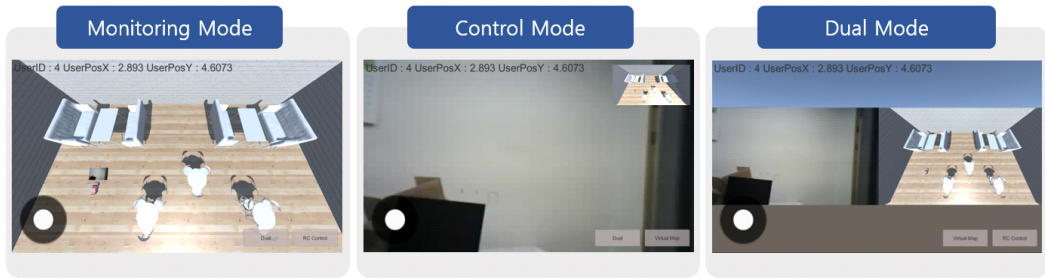 Monitoring Mode
UserID : 4 UserPosX : 2.893 UserPosY : 4.6073
Dual
RC Control
Control Mode
UserID : 4 UserPosX : 2.893 UserPosY : 4.6073
Dual
Virtual Map
Dual Mode
UserID : 4 UserPosX : 2.893 UserPosY : 4.6073
Virtual Map
RC Control